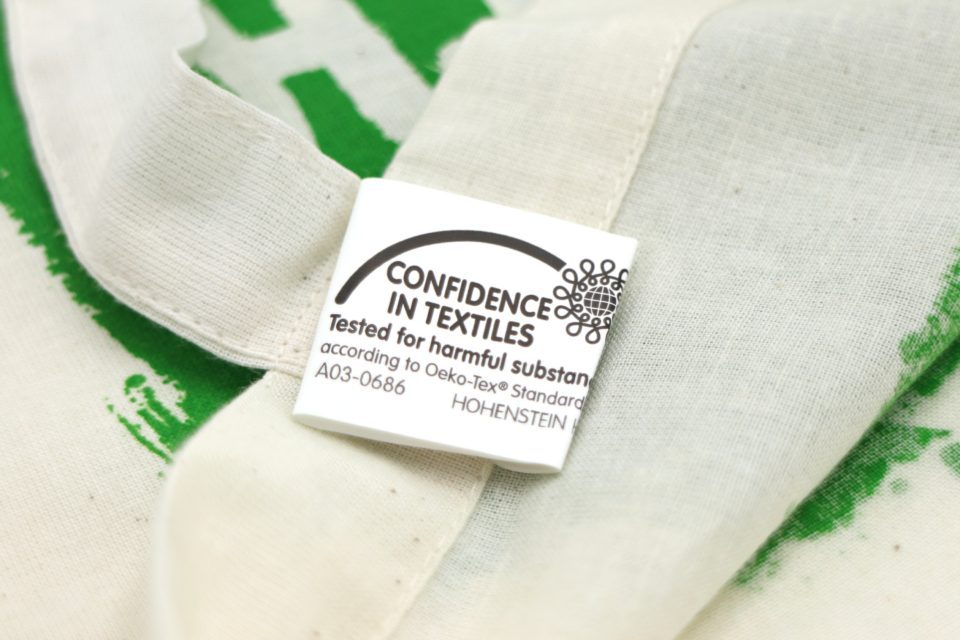 CONFIDENCE
IN TEXTILES
Tested for harmful substan
according to Oeko-Tex® Standard
A03-0686
HOHENSTEIN